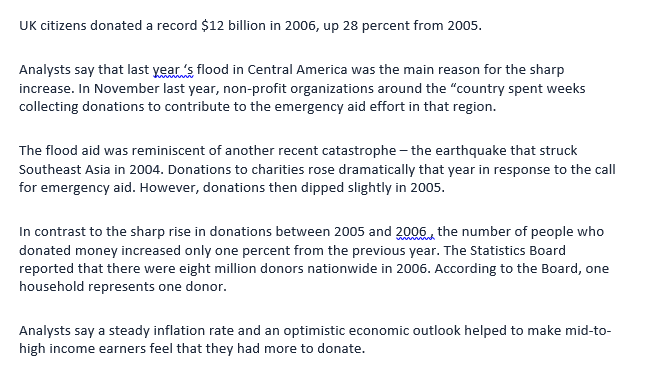 UK citizens donated a record $12 billion in 2006, up 28 percent from 2005.
Analysts say that last year ‘s flood in Central America was the main reason for the sharp
increase. In November last year, non-profit organizations around the “country spent weeks
collecting donations to contribute to the emergency aid effort in that region.
The flood aid was reminiscent of another recent catastrophe – the earthquake that struck
Southeast Asia in 2004. Donations to charities rose dramatically that year in response to the call
for emergency aid. However, donations then dipped slightly in 2005.
In contrast to the sharp rise in donations between 2005 and 2006 , the number of people who
donated money increased only one percent from the previous year. The Statistics Board
reported that there were eight million donors nationwide in 2006. According to the Board, one
household represents one donor.
Analysts say a steady inflation rate and an optimistic economic outlook helped to make mid-to-
high income earners feel that they had more to donate.